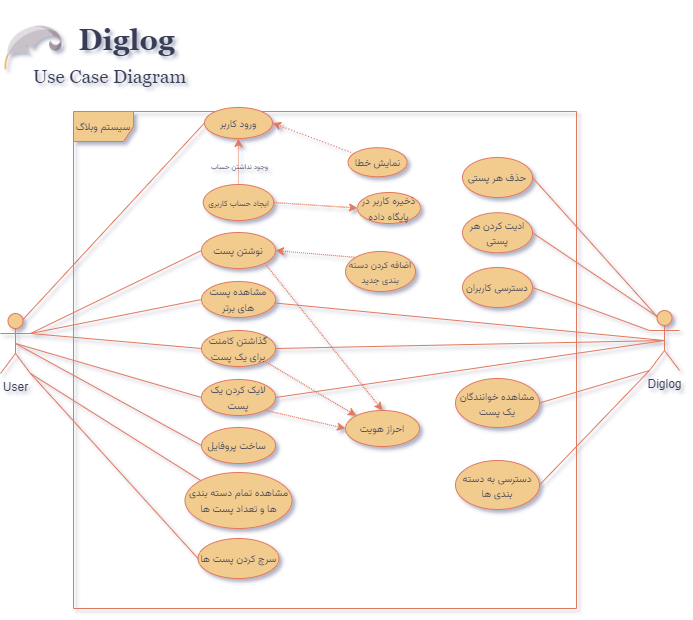 Diglog
Use Case Diagram
سیستم وبلاگ
ورود کاربر
نمایش خطا
وجود نداشتن حساب
حذف هر پستی
ایجاد حساب کاربری
ذخیره کاربر در
پایگاه داده
ادیت کردن هر
پستی
نوشتن پست
اضافه کردن دسته
بندی جدید
دسترسی کاربران
مشاهده پست
های برتر
گذاشتن کامنت
برای یک پست
User
Diglog
لایک کردن یک
پست
مشاهده خوانندگان
یک پست
احراز هویت
ساخت پروفایل
دسترسی به دسته
بندی ها
مشاهده تمام دسته بندی
ها و تعداد پست ها
سرچ کردن پست ها